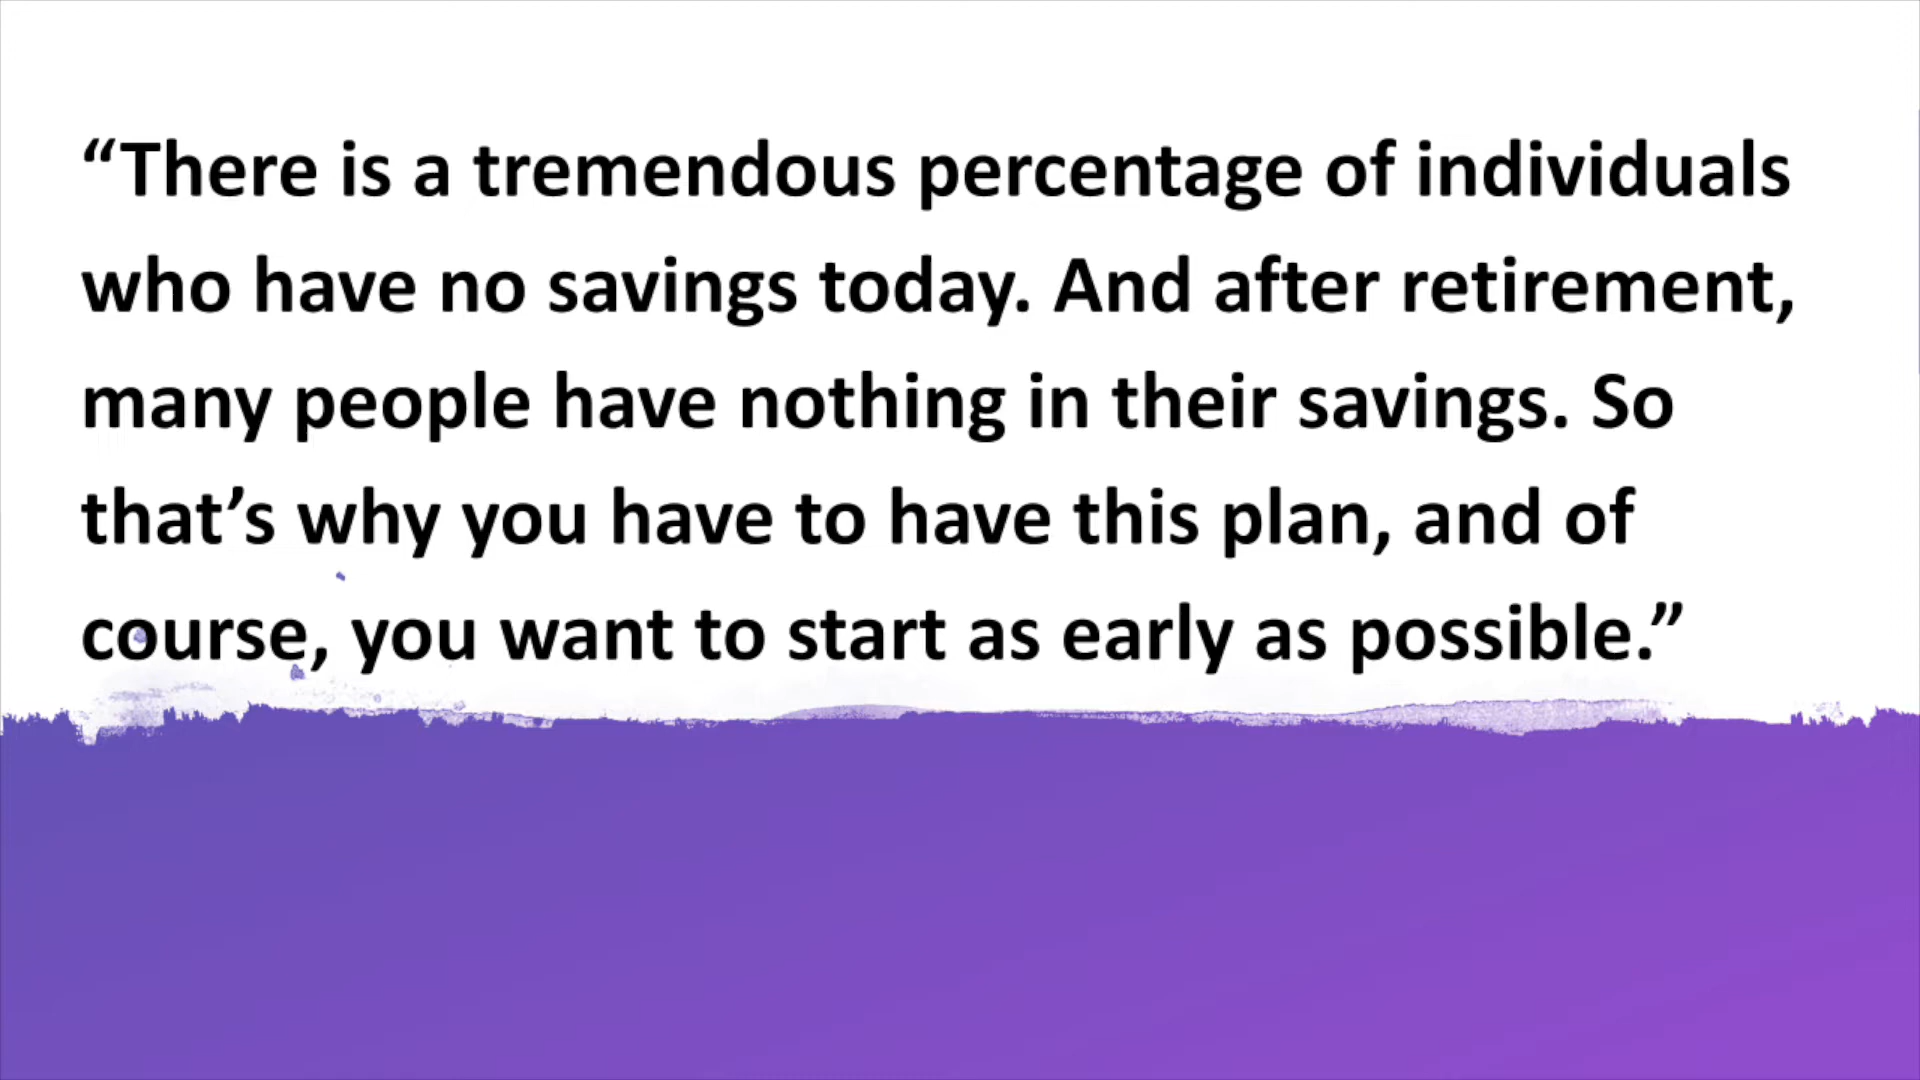 “There is a tremendous percentage of individuals
who have no savings today. And after retirement,
many people have nothing in their savings. So
that’s why you have to have this plan, and of
course, you want to start as early as possible.”